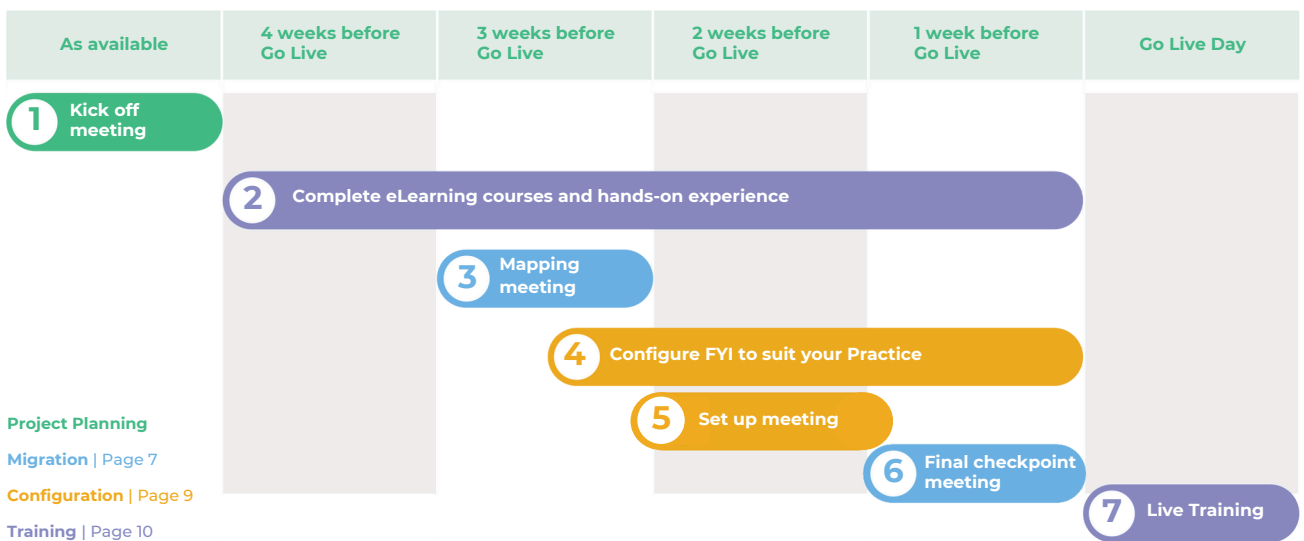 As available
4 weeks before
Go Live
3 weeks before
Go Live
2 weeks before
Go Live
1 week before
Go Live
Go Live Day
1
Kick off
meeting
2
Complete eLearning courses and hands-on experience
3
Mapping
meeting
4
Configure FYI to suit your Practice
5
Set up meeting
6
Final checkpoint
meeting
7
Live Training
Project Planning
Migration | Page 7
Configuration | Page 9
Training | Page 10